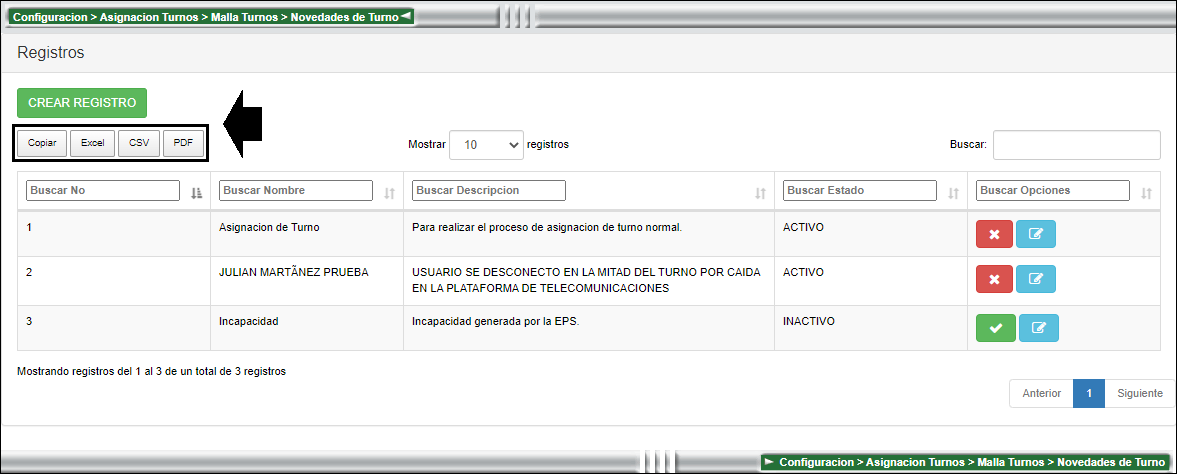 Configuracion > Asignacion Turnos > Malla Turnos > Novedades de Turno
Registros
CREAR REGISTRO
Copiar Excel CSV PDF Mostrar 10 registros Buscar:
Buscar No Buscar Nombre Buscar Descripcion Buscar Estado Buscar Opciones
1 Asignacion de Turno Para realizar el proceso de asignacion de turno normal. ACTIVO
2 JULIAN MARTÃNEZ PRUEBA USUARIO SE DESCONECTO EN LA MITAD DEL TURNO POR CAIDA ACTIVO
EN LA PLATAFORMA DE TELECOMUNICACIONES
3 Incapacidad Incapacidad generada por la EPS. INACTIVO
Mostrando registros del 1 al 3 de un total de 3 registros
Anterior 1 Siguiente
Configuracion > Asignacion Turnos > Malla Turnos > Novedades de Turno